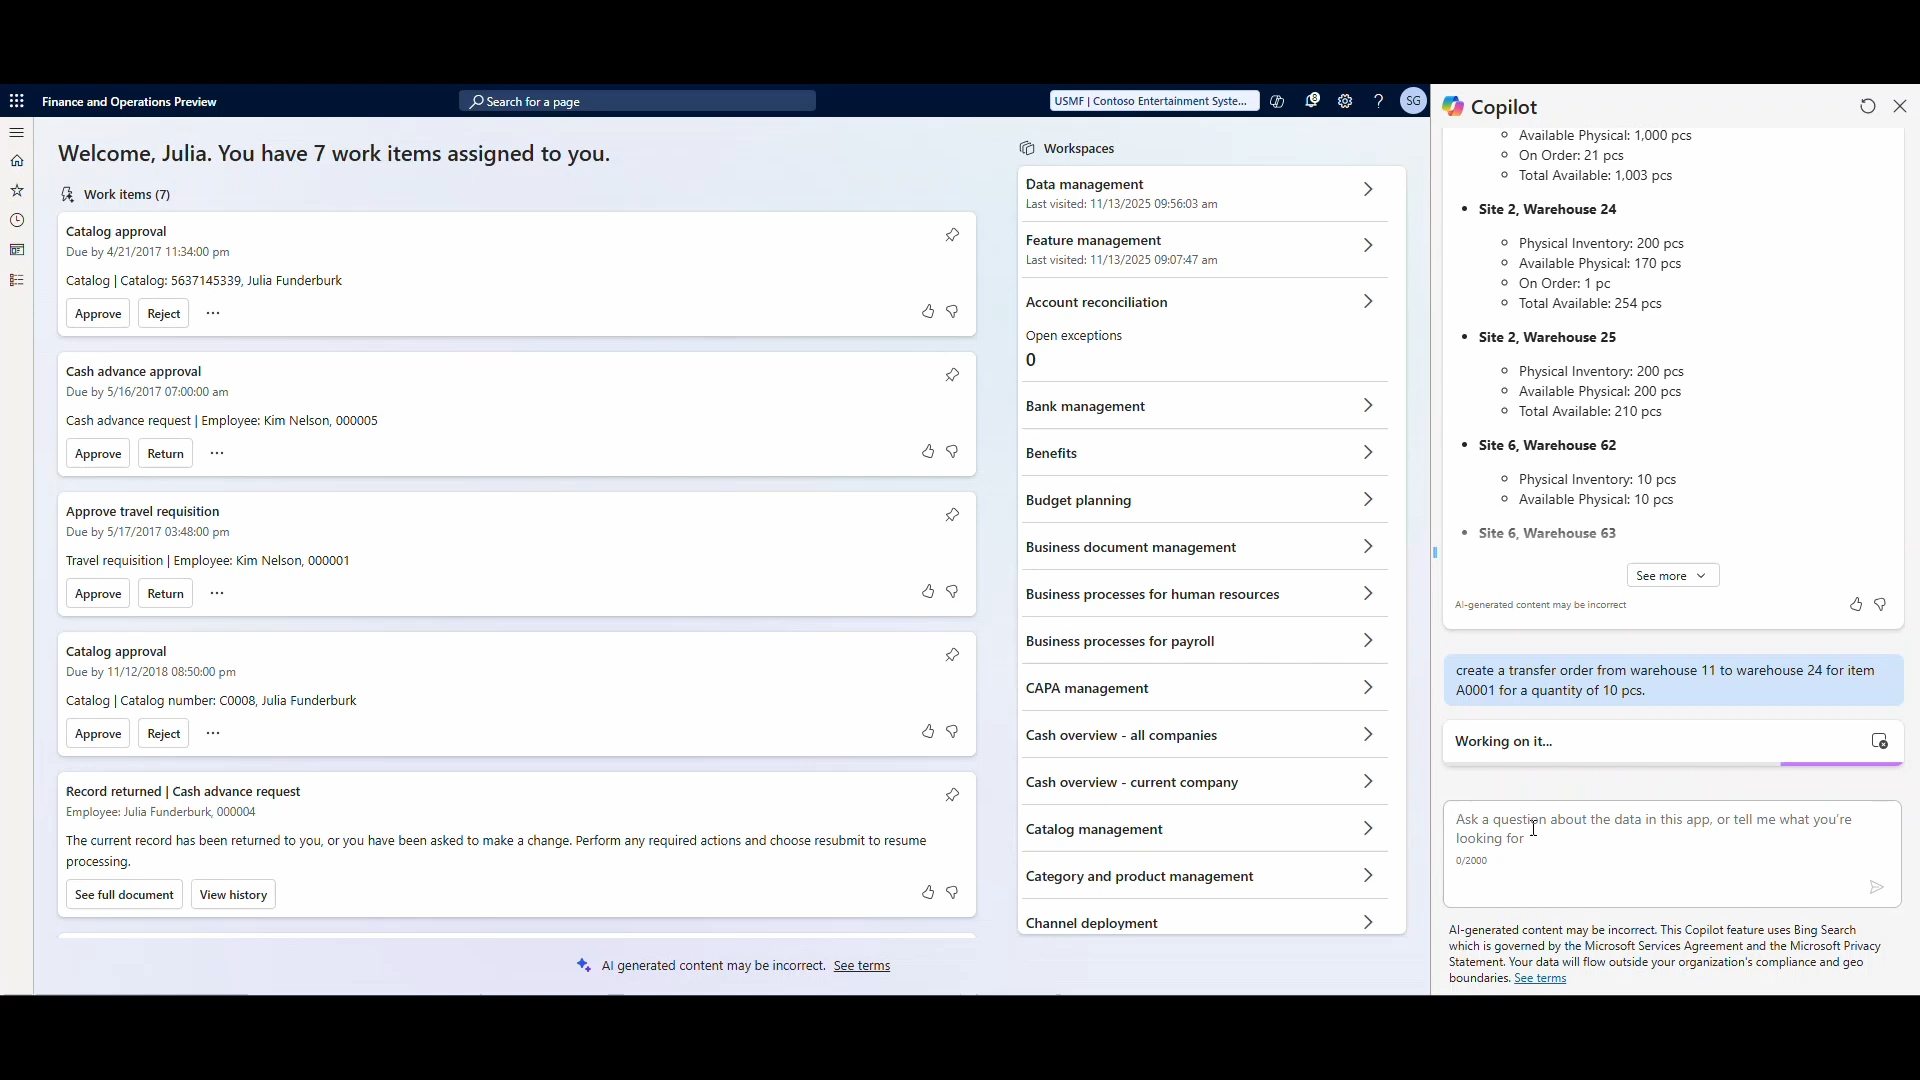 Finance and Operations Preview
Search for a page
USMF | Contoso Entertainment Syste...
8
SG
Welcome, Julia. You have 7 work items assigned to you.
Work items (7)
Catalog approval
Due by 4/21/2017 11:34:00 pm
Catalog | Catalog: 5637145339, Julia Funderburk
Approve
Reject
Cash advance approval
Due by 5/16/2017 07:00:00 am
Cash advance request | Employee: Kim Nelson, 000005
Approve
Return
Approve travel requisition
Due by 5/17/2017 03:48:00 pm
Travel requisition | Employee: Kim Nelson, 000001
Approve
Return
Catalog approval
Due by 11/12/2018 08:50:00 pm
Catalog | Catalog number: C0008, Julia Funderburk
Approve
Reject
Record returned | Cash advance request
Employee: Julia Funderburk, 000004
The current record has been returned to you, or you have been asked to make a change. Perform any required actions and choose resubmit to resume
processing.
See full document
View history
AI generated content may be incorrect. See terms
Workspaces
Data management
Last visited: 11/13/2025 09:56:03 am
Feature management
Last visited: 11/13/2025 09:07:47 am
Account reconciliation
Open exceptions
0
Bank management
Benefits
Budget planning
Business document management
Business processes for human resources
Business processes for payroll
CAPA management
Cash overview - all companies
Cash overview - current company
Catalog management
Category and product management
Channel deployment
Copilot
Available Physical: 1,000 pcs
On Order: 21 pcs
Total Available: 1,003 pcs
Site 2, Warehouse 24
Physical Inventory: 200 pcs
Available Physical: 170 pcs
On Order: 1 pc
Total Available: 254 pcs
Site 2, Warehouse 25
Physical Inventory: 200 pcs
Available Physical: 200 pcs
Total Available: 210 pcs
Site 6, Warehouse 62
Physical Inventory: 10 pcs
Available Physical: 10 pcs
Site 6, Warehouse 63
See more
AI-generated content may be incorrect
create a transfer order from warehouse 11 to warehouse 24 for item
A0001 for a quantity of 10 pcs.
Working on it...
Ask a question about the data in this app, or tell me what you're
looking for
0/2000
AI-generated content may be incorrect. This Copilot feature uses Bing Search
which is governed by the Microsoft Services Agreement and the Microsoft Privacy
Statement. Your data will flow outside your organization's compliance and geo
boundaries. See terms